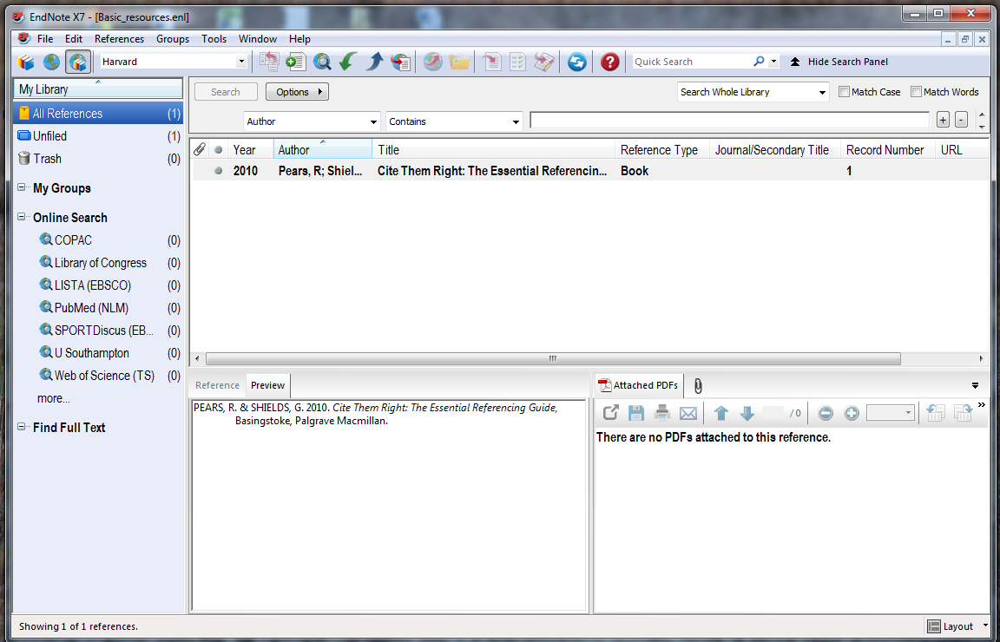 EndNote X7 - [Basic_resources.enl]
File Edit References Groups Tools Window Help
Harvard
Quick Search
Hide Search Panel
My Library
All References (1)
Unfiled (1)
Trash (0)
My Groups
Online Search
COPAC (0)
Library of Congress (0)
LISTA (EBSCO) (0)
PubMed (NLM) (0)
SPORTDiscus (EB... (0)
U Southampton (0)
Web of Science (TS) (0)
more...
Find Full Text
Search Options Search Whole Library Match Case Match Words
Author Contains + -
Year Author Title Reference Type Journal/Secondary Title Record Number URL
2010 Pears, R; Shiel... Cite Them Right: The Essential Referencin... Book 1
Reference Preview
PEARS, R. & SHIELDS, G. 2010. Cite Them Right: The Essential Referencing Guide,
Basingstoke, Palgrave Macmillan.
Attached PDFs
/0
There are no PDFs attached to this reference.
Showing 1 of 1 references.
Layout